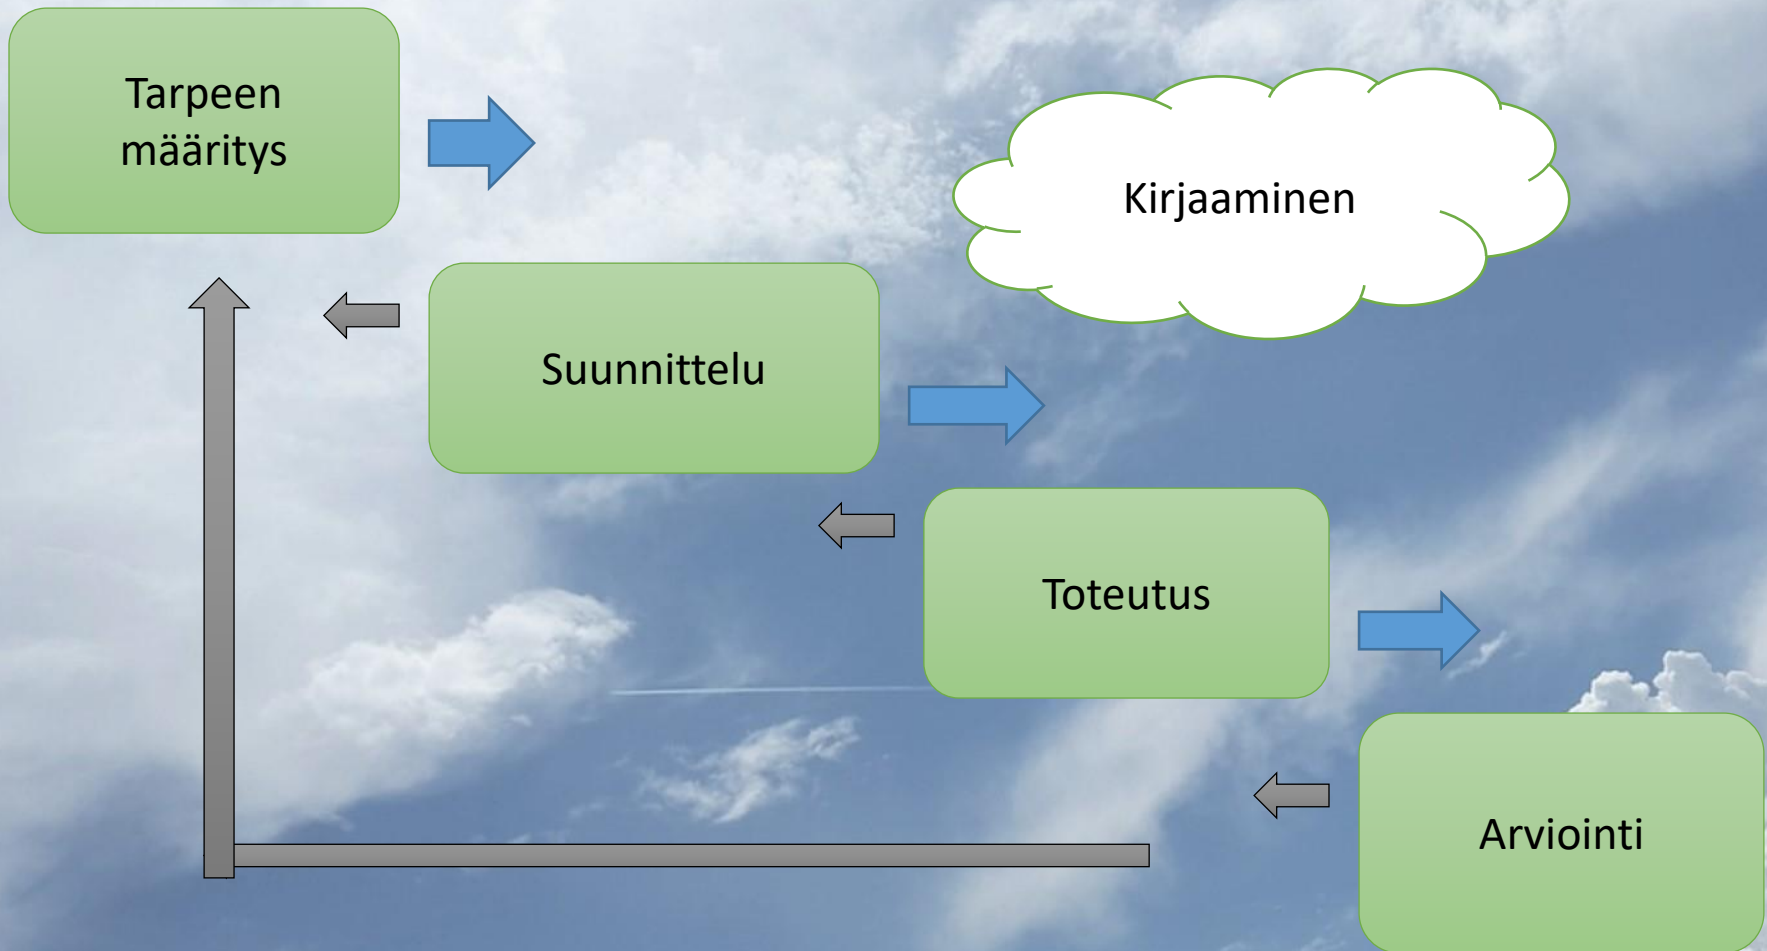 Tarpeen
määritys
Kirjaaminen
Suunnittelu
Toteutus
Arviointi